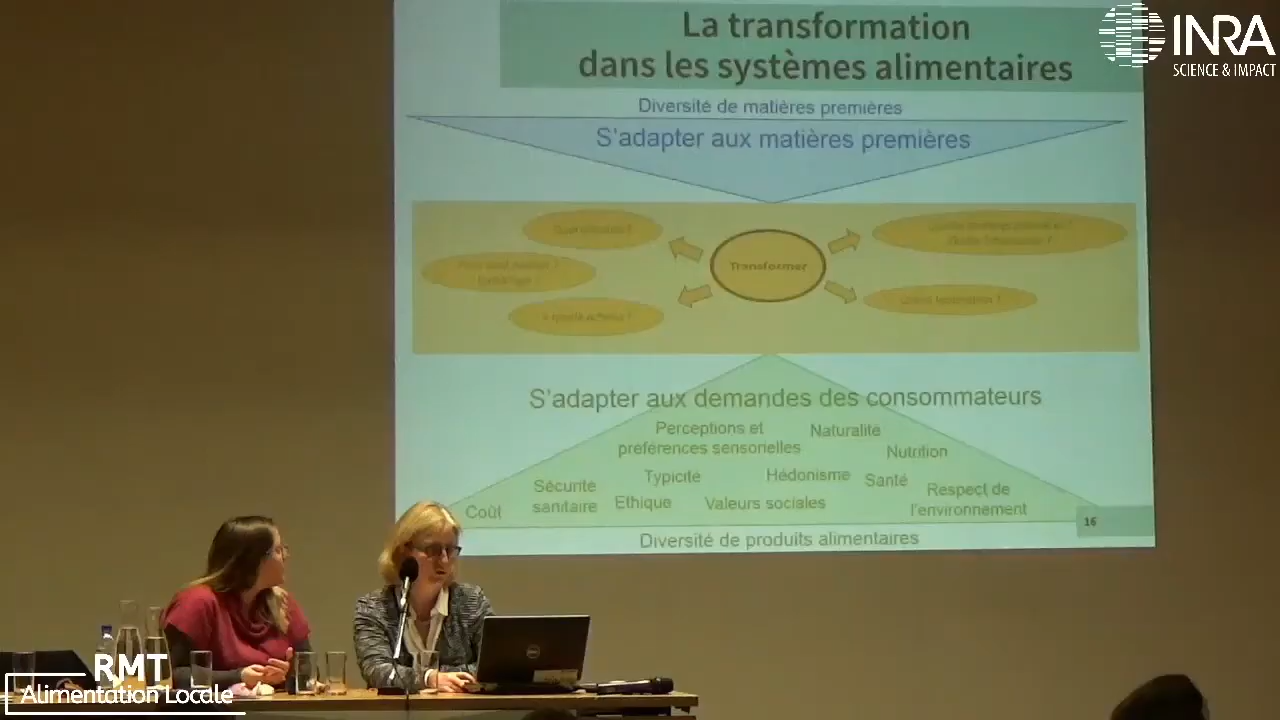 La transformation
dans les systèmes alimentaires
INRA
SCIENCE & IMPACT
Diversité de matières premières
S'adapter aux matières premières
Transformer
S'adapter aux demandes des consommateurs
Perceptions et
préférences sensorielles
Naturalité
Nutrition
Typicité
Hédonisme
Santé
Sécurité
sanitaire
Ethique
Valeurs sociales
Respect de
l'environnement
Coût
16
Diversité de produits alimentaires
RMT
Alimentation Locale